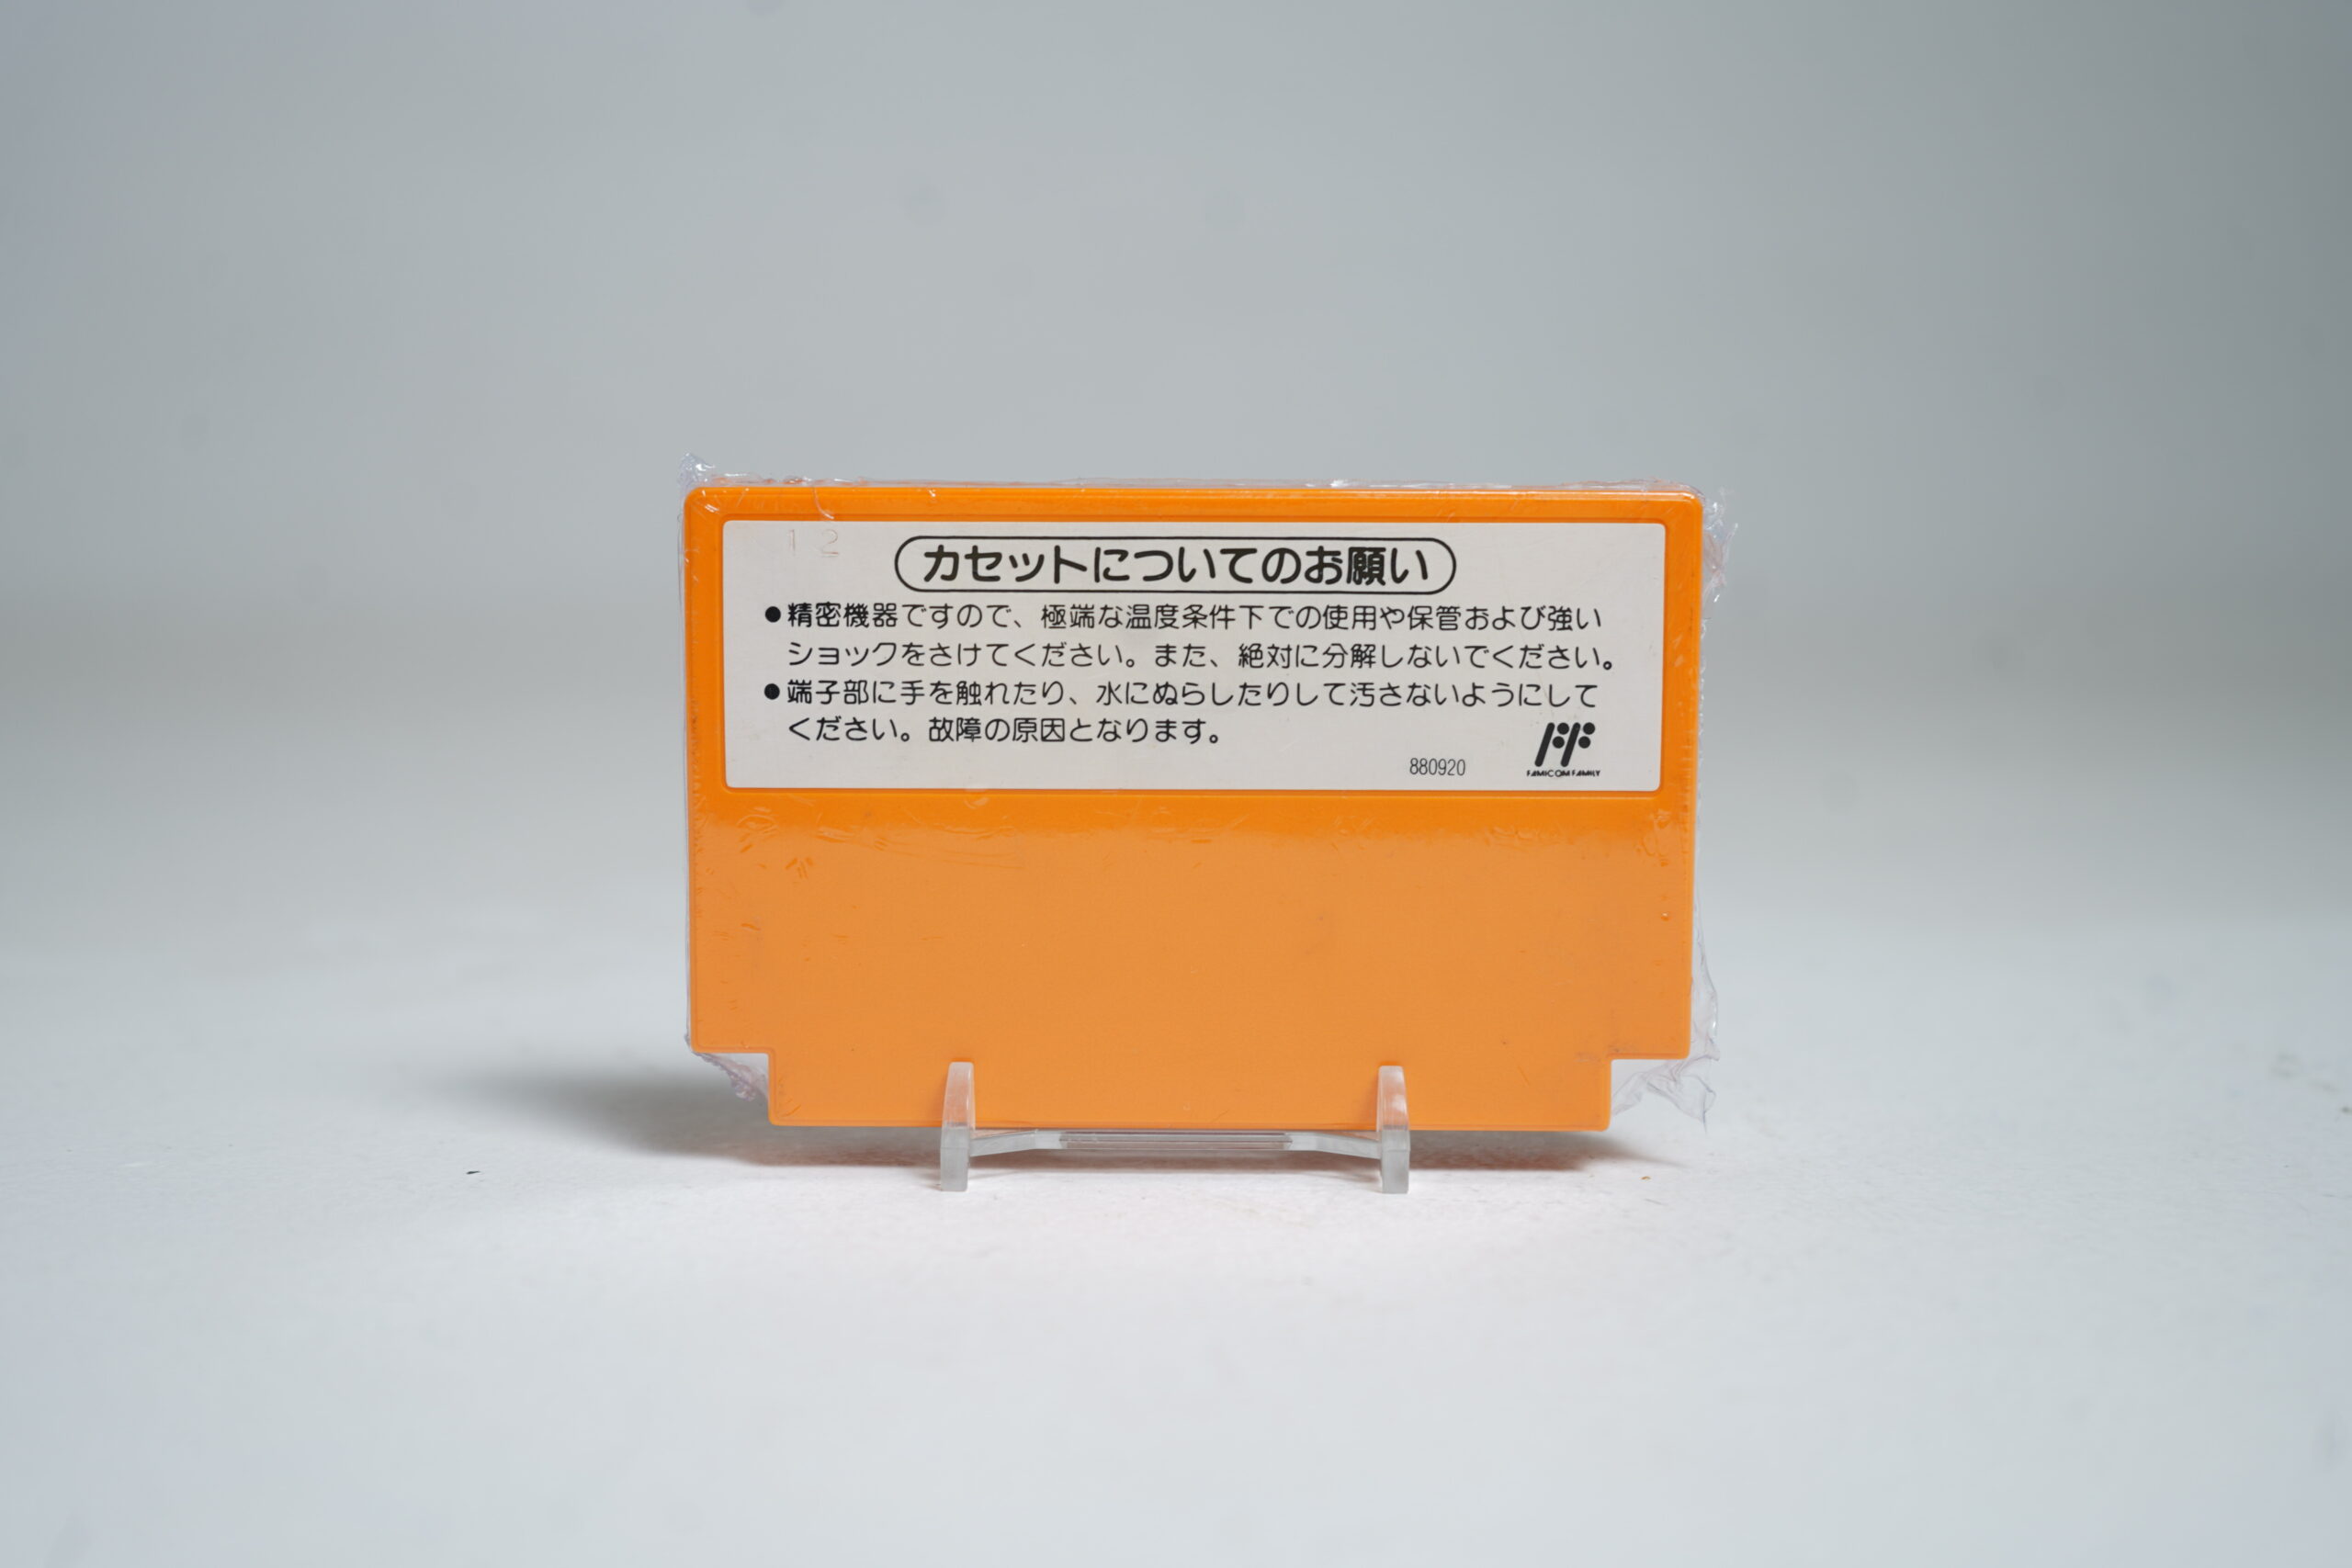 12
カセットについてのお願い
●精密機器ですので、極端な温度条件下での使用や保管および強い
ショックをさけてください。また、絶対に分解しないでください。
●端子部に手を触れたり、水にぬらしたりして汚さないようにして
ください。故障の原因となります。
880920
FAMICOM FAMILY